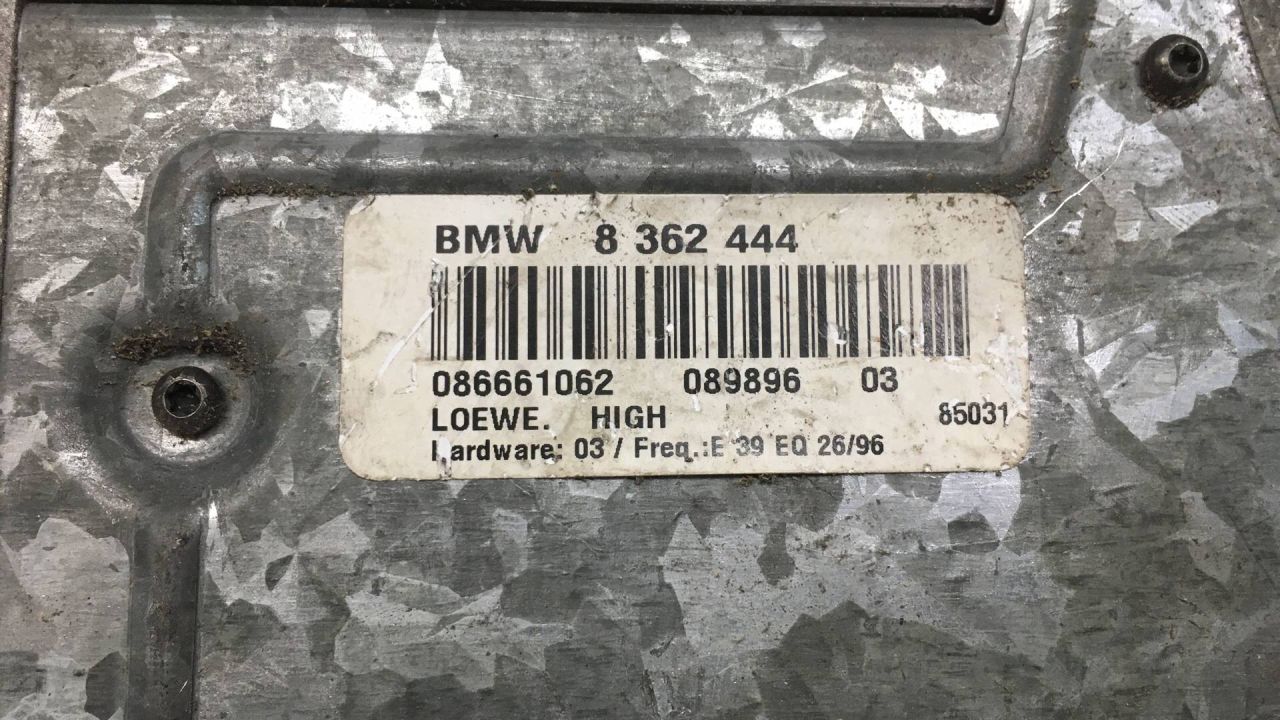 BMW 8 362 444
086661062 089896 03
LOEWE. HIGH 85031
Hardware: 03 / Freq.:E 39 EQ 26/96